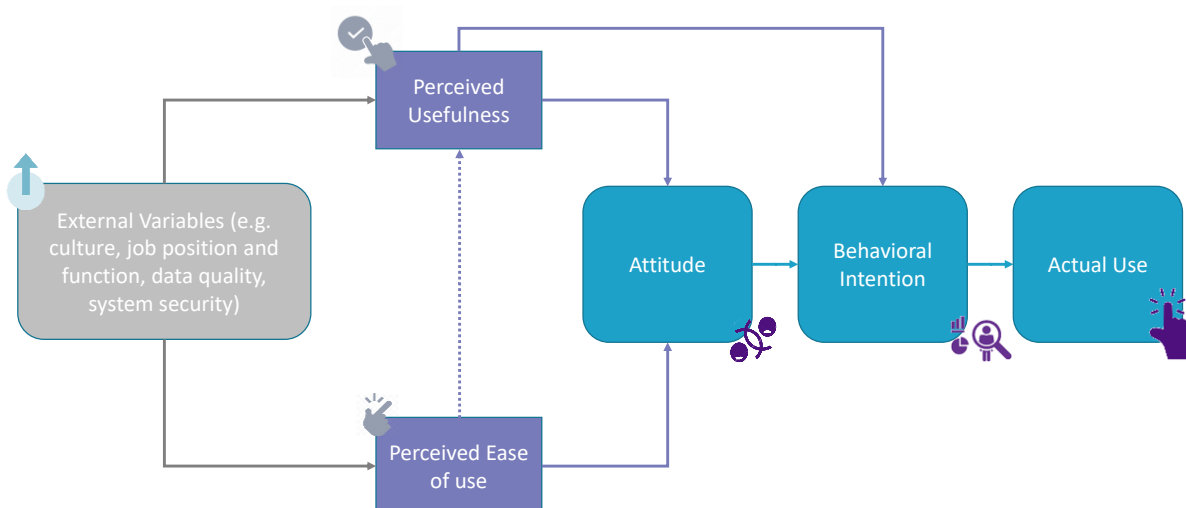 Perceived
Usefulness
External Variables (e.g.
culture, job position and
function, data quality,
system security)
Attitude
Behavioral
Intention
Actual Use
Perceived Ease
of use